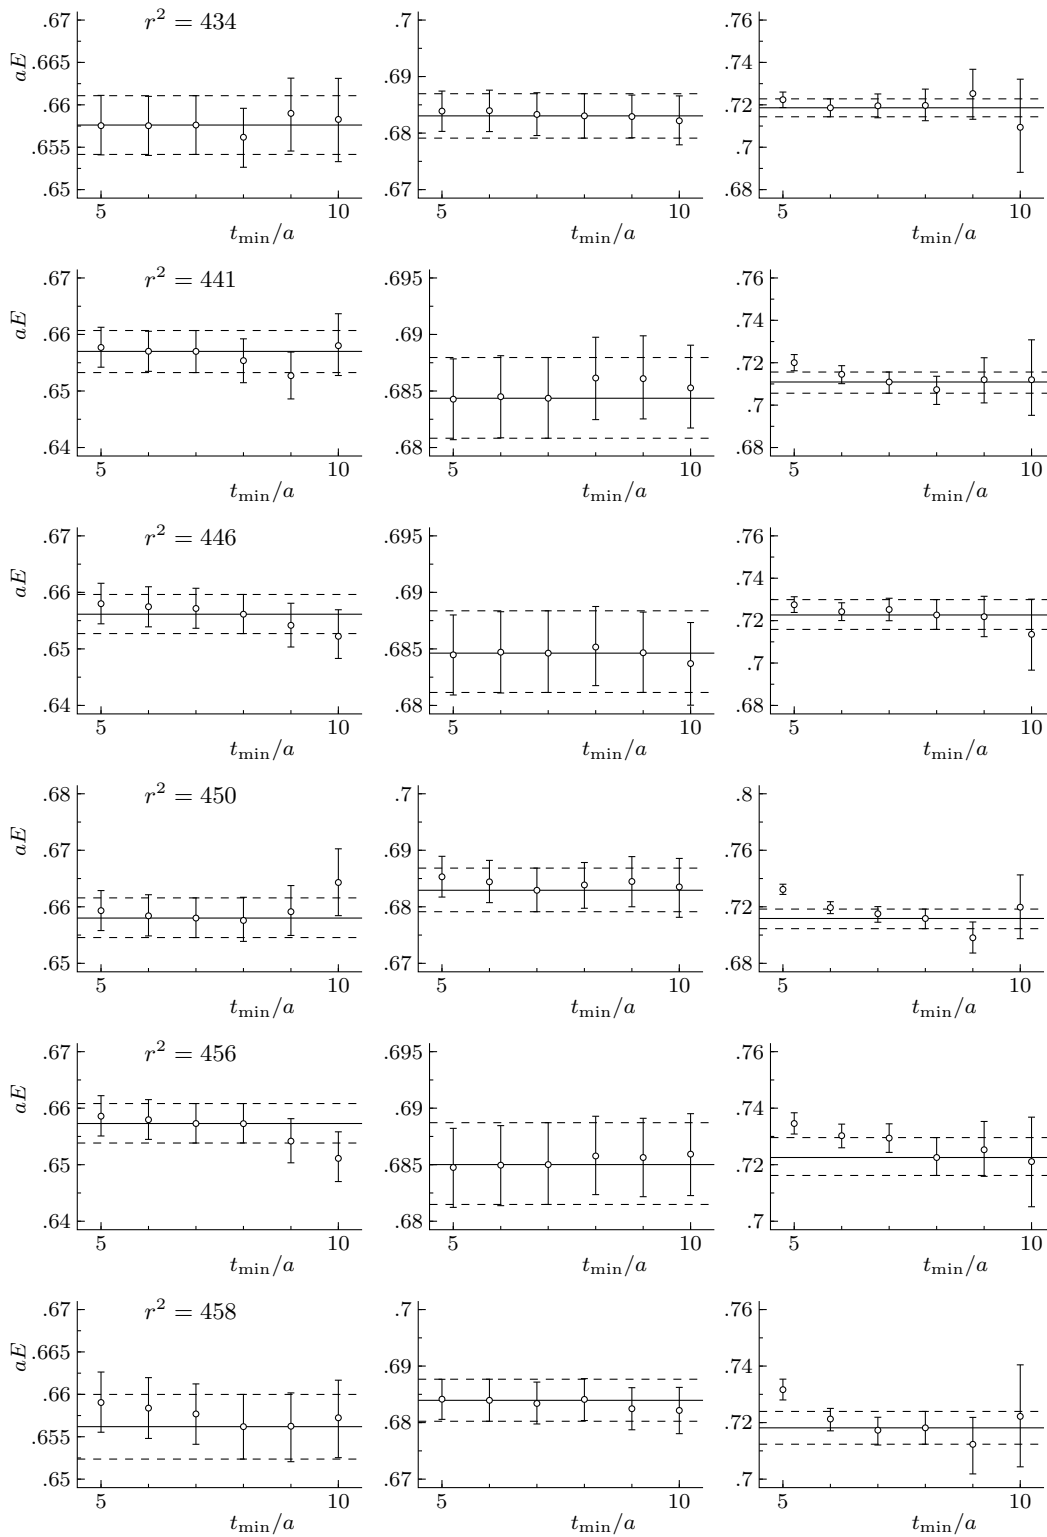 .67 r² = 434 .7 .76
aE .665 .69 .74
.66 .68 .72
.655 .7
.65 .67 .68
5 10 5 10 5 10
t_min/a t_min/a t_min/a
.67 r² = 441 .695 .76
aE .66 .69 .74
.65 .685 .72
.7
.64 .68 .68
5 10 5 10 5 10
t_min/a t_min/a t_min/a
.67 r² = 446 .695 .76
aE .66 .69 .74
.65 .685 .72
.7
.64 .68 .68
5 10 5 10 5 10
t_min/a t_min/a t_min/a
.68 r² = 450 .7 .8
aE .67 .69 .76
.66 .68 .72
.65 .67 .68
5 10 5 10 5 10
t_min/a t_min/a t_min/a
.67 r² = 456 .695 .76
aE .66 .69 .74
.65 .685 .72
.64 .68 .7
5 10 5 10 5 10
t_min/a t_min/a t_min/a
.67 r² = 458 .7 .76
aE .665 .69 .74
.66 .68 .72
.655
.65 .67 .7
5 10 5 10 5 10
t_min/a t_min/a t_min/a